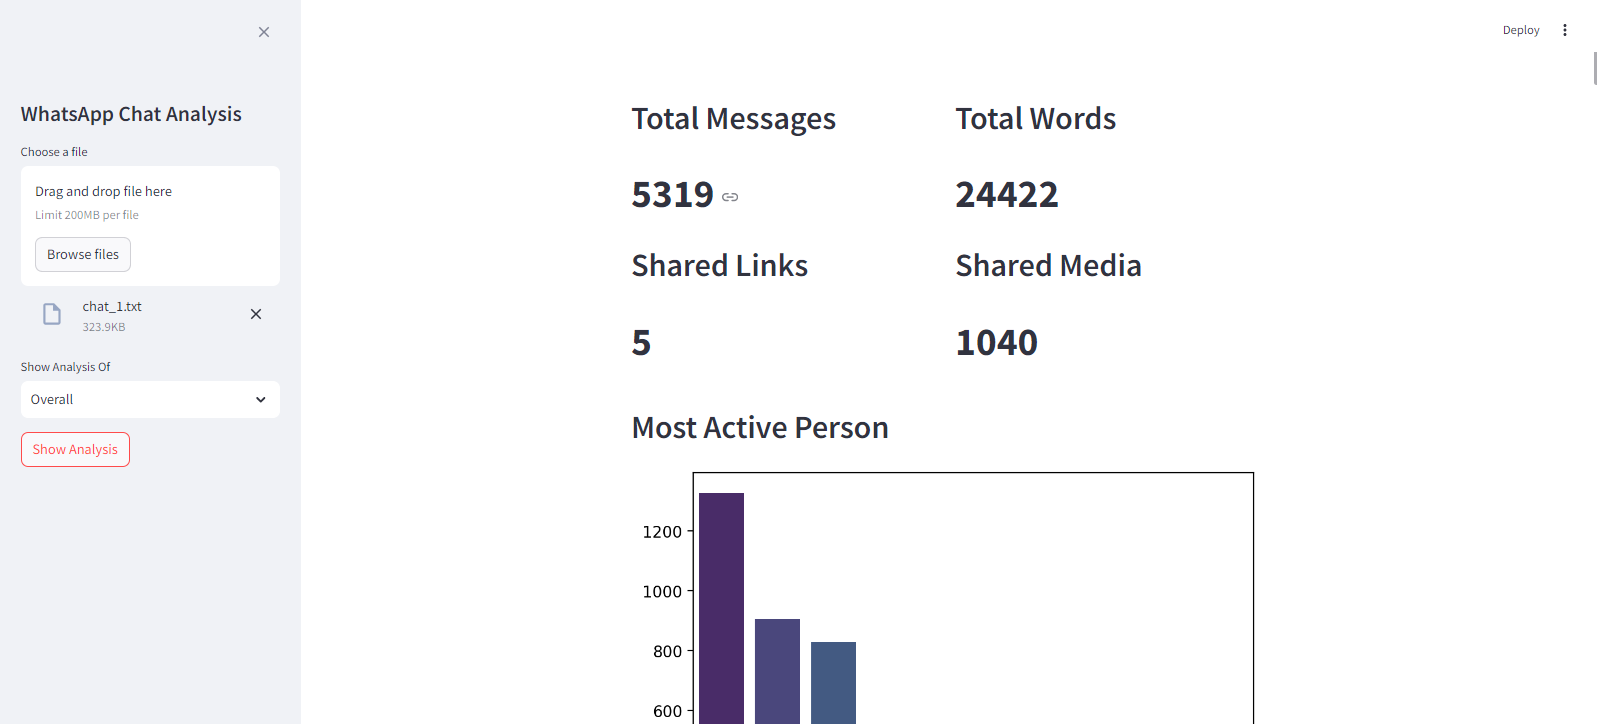 Deploy
WhatsApp Chat Analysis
Choose a file
Drag and drop file here
Limit 200MB per file
Browse files
chat_1.txt
323.9KB
Show Analysis Of
Overall
Show Analysis
Total Messages
5319
Total Words
24422
Shared Links
5
Shared Media
1040
Most Active Person
1200
1000
800
600